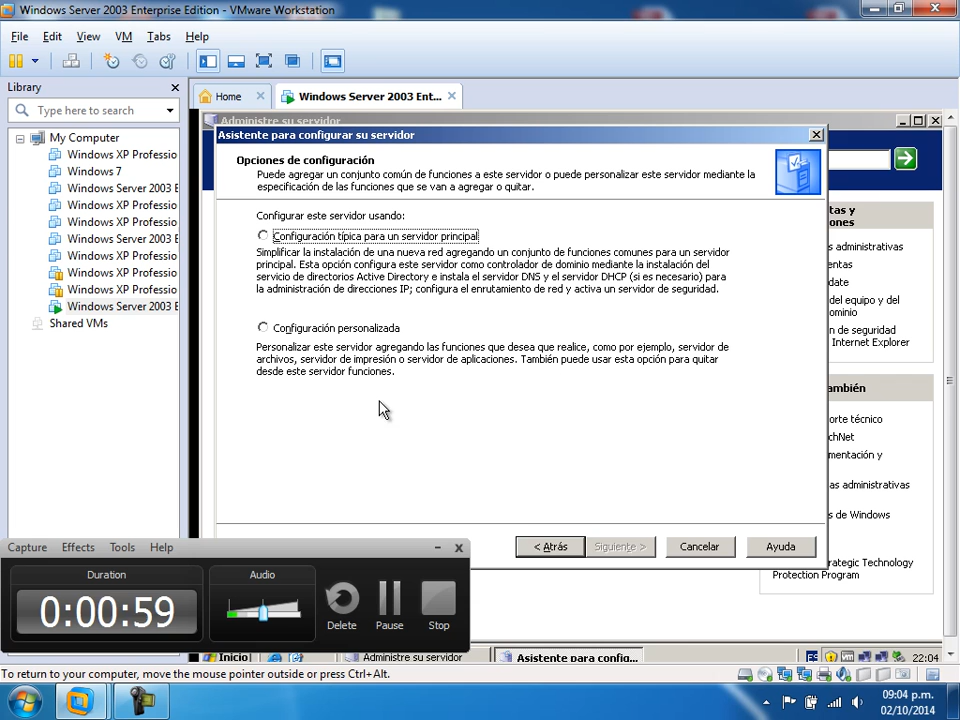 Windows Server 2003 Enterprise Edition - VMware Workstation
File Edit View VM Tabs Help
Library
Type here to search
My Computer
Windows XP Professio
Windows 7
Windows Server 2003 E
Windows XP Professio
Windows XP Professio
Windows Server 2003 E
Windows XP Professio
Windows XP Professio
Windows XP Professio
Windows Server 2003 E
Shared VMs
Home
Windows Server 2003 Ent...
Administre su servidor
Asistente para configurar su servidor
Opciones de configuración
Puede agregar un conjunto común de funciones a este servidor o puede personalizar este servidor mediante la
especificación de las funciones que se van a agregar o quitar.
Configurar este servidor usando:
Configuración típica para un servidor principal
Simplificar la instalación de una nueva red agregando un conjunto de funciones comunes para un servidor
principal. Esta opción configura este servidor como controlador de dominio mediante la instalación del
servicio de directorios Active Directory e instala el servidor DNS y el servidor DHCP (si es necesario) para
la administración de direcciones IP; configura el enrutamiento de red y activa un servidor de seguridad.
Configuración personalizada
Personalizar este servidor agregando las funciones que desea que realice, como por ejemplo, servidor de
archivos, servidor de impresión o servidor de aplicaciones. También puede usar esta opción para quitar
desde este servidor funciones.
< Atrás
Siguiente >
Cancelar
Ayuda
tas y
ones
administrativas
entas
date
del equipo y del
ominio
n de seguridad
Internet Explorer
ambién
orte técnico
chNet
mentación y
as administrativas
s de Windows
rategic Technology
Protection Program
Capture Effects Tools Help
Duration
0:00:59
Audio
Delete
Pause
Stop
Inicio
Administre su servidor
Asistente para config...
ES
22:04
To return to your computer, move the mouse pointer outside or press Ctrl+Alt.
09:04 p.m.
02/10/2014